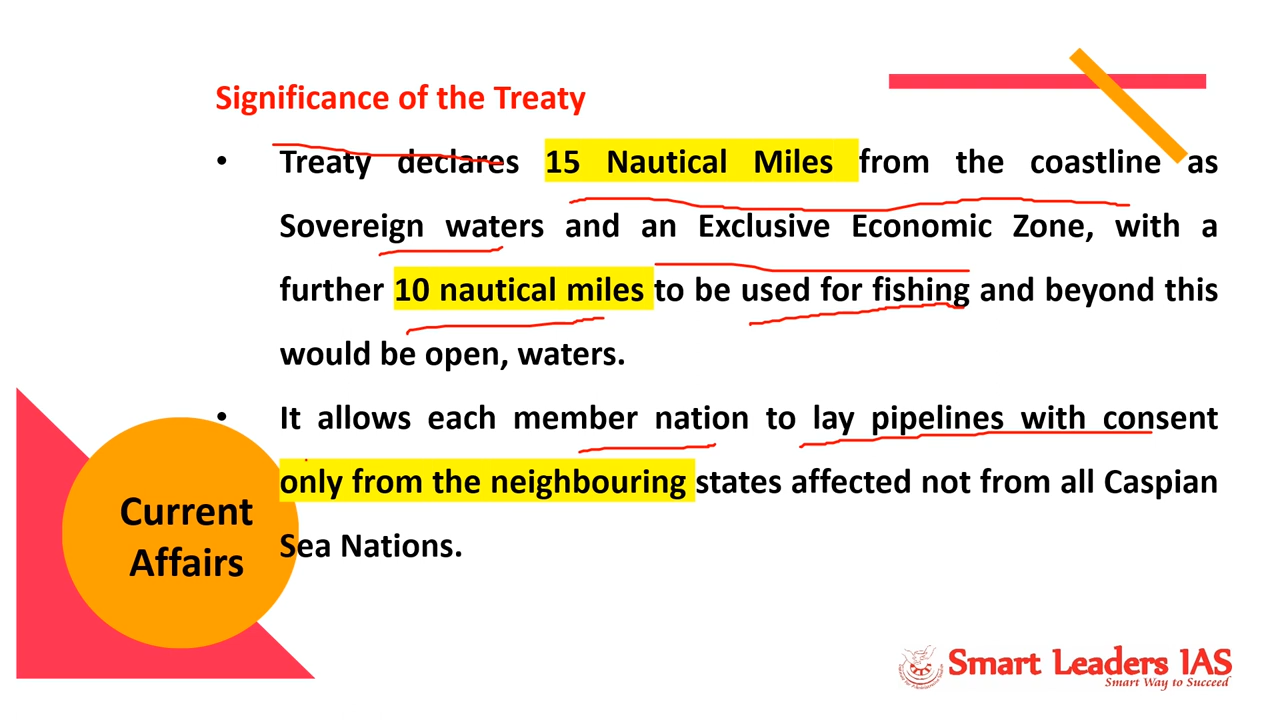 Significance of the Treaty
• Treaty declares 15 Nautical Miles from the coastline as
Sovereign waters and an Exclusive Economic Zone, with a
further 10 nautical miles to be used for fishing and beyond this
would be open, waters.
• It allows each member nation to lay pipelines with consent
only from the neighbouring states affected not from all Caspian
Sea Nations.
Current
Affairs
Smart Leaders IAS
Smart Way to Succeed